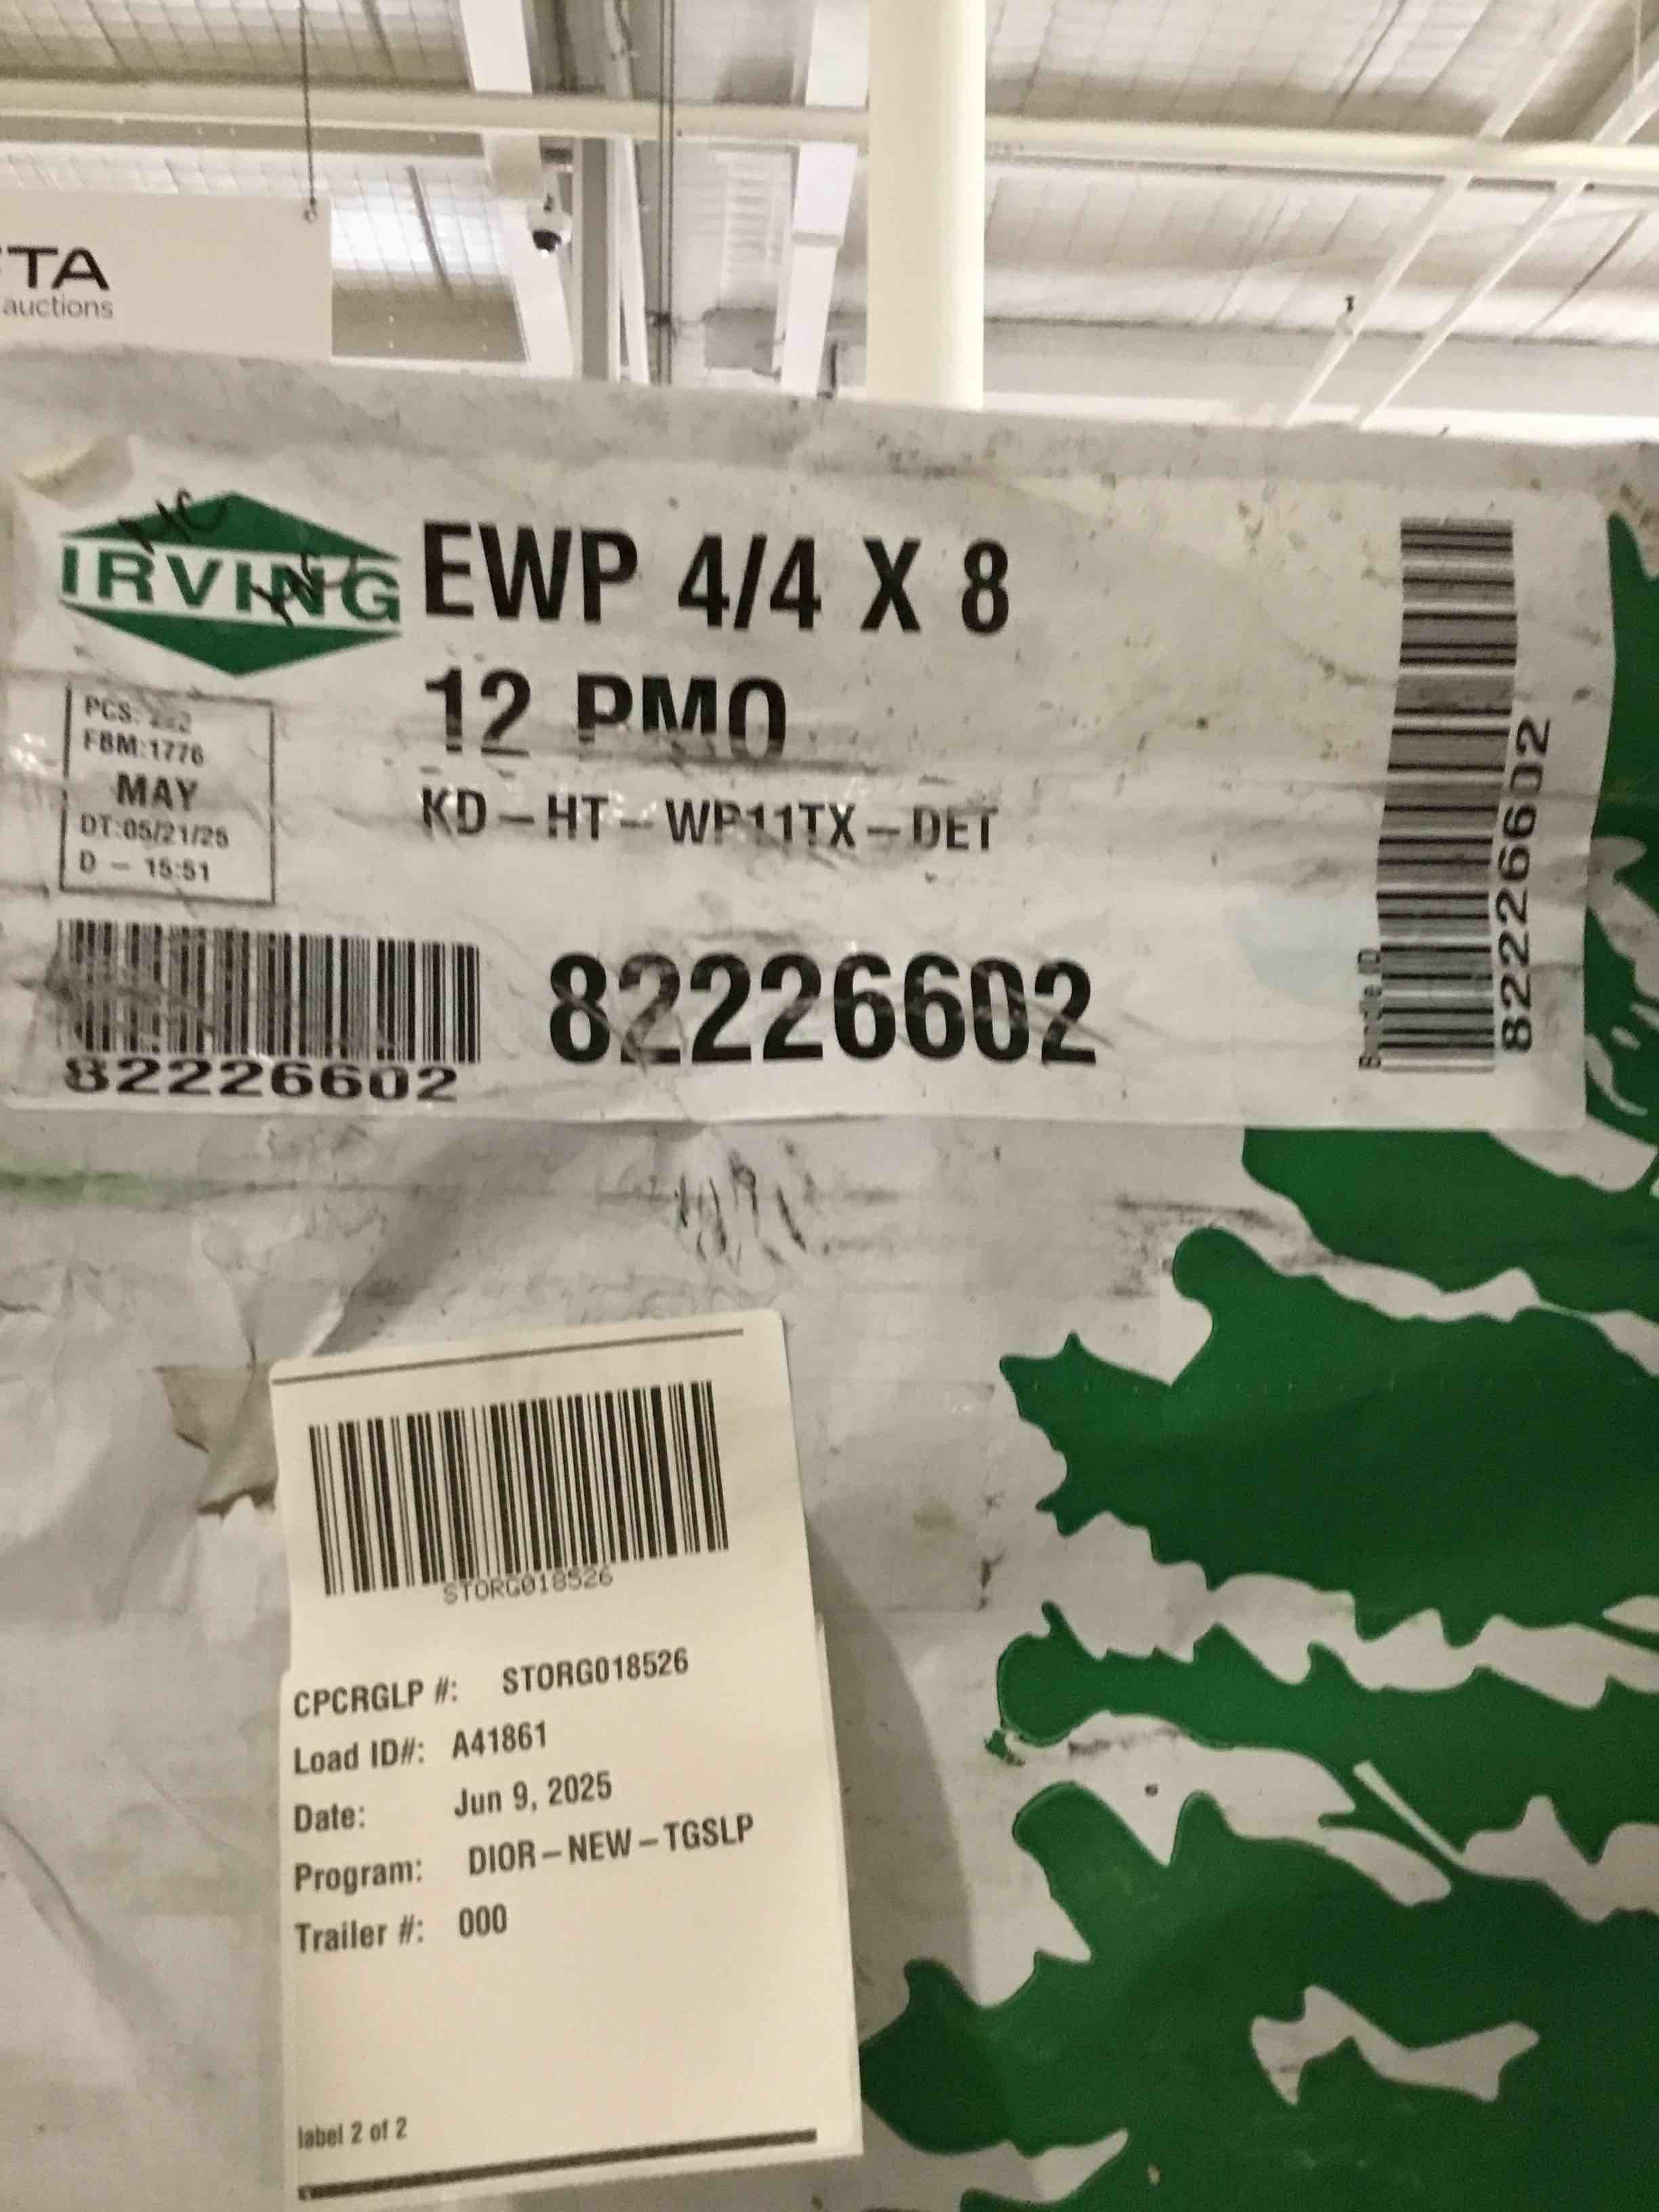 TA
auctions
IRVING
EWP 4/4 X 8
12 PMO
KD-HT-WP11TX-DET
PCS:
FBM:1776
MAY
DT:05/21/25
D - 15:51
82226602
82226602
Bundle ID
82226602
STORG018526
CPCRGLP #: STORG018526
Load ID#: A41861
Date: Jun 9, 2025
Program: DIOR-NEW-TGSLP
Trailer #: 000
label 2 of 2